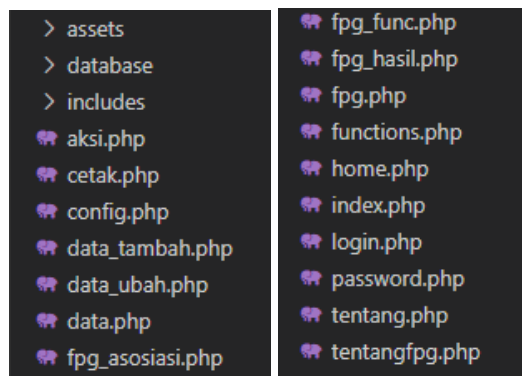 assets
database
includes
aksi.php
cetak.php
config.php
data_tambah.php
data_ubah.php
data.php
fpg_asosiasi.php
fpg_func.php
fpg_hasil.php
fpg.php
functions.php
home.php
index.php
login.php
password.php
tentang.php
tentangfpg.php